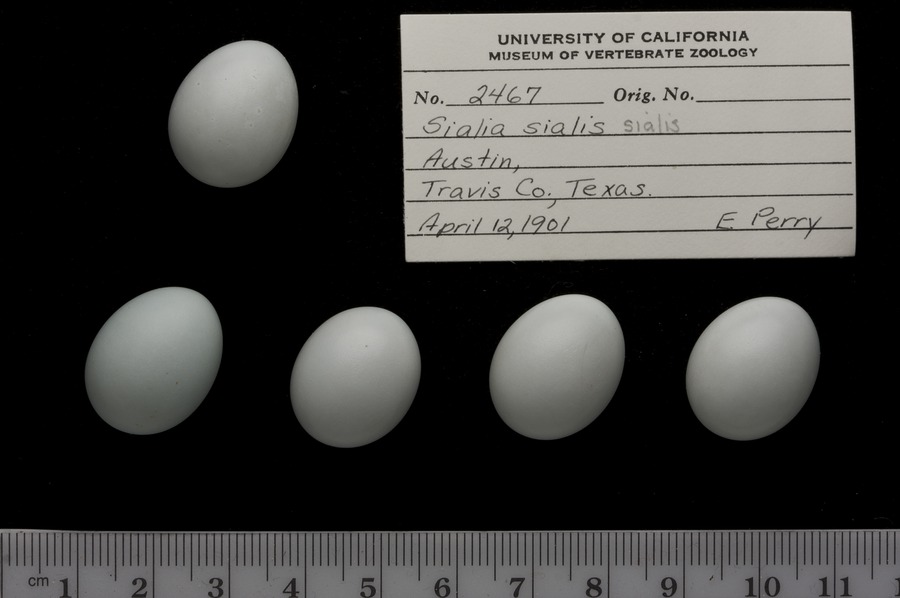 UNIVERSITY OF CALIFORNIA
MUSEUM OF VERTEBRATE ZOOLOGY
No. 2467 Orig. No.
Sialia sialis sialis
Austin,
Travis Co., Texas.
April 12, 1901 E Perry
cm 1 2 3 4 5 6 7 8 9 10 11